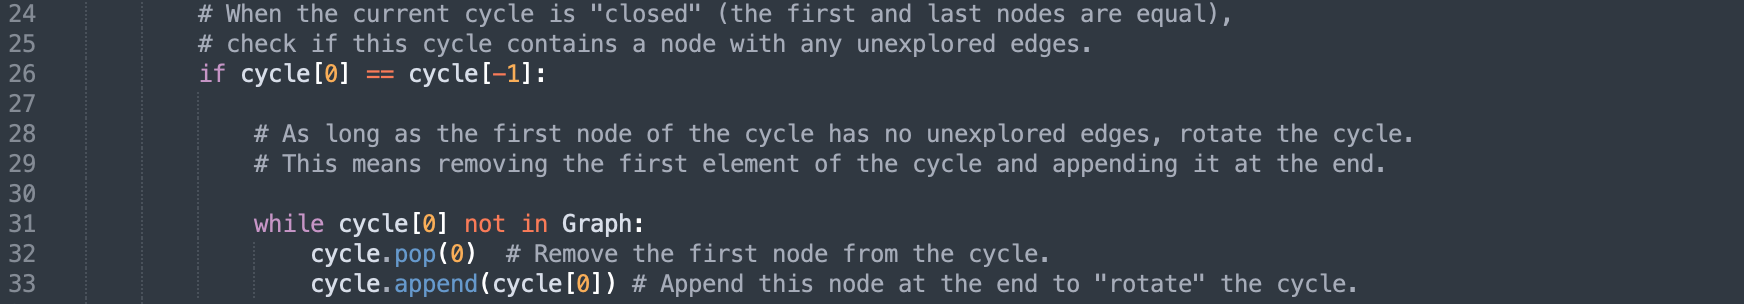 24 # When the current cycle is "closed" (the first and last nodes are equal),
25 # check if this cycle contains a node with any unexplored edges.
26 if cycle[0] == cycle[-1]:
27
28 # As long as the first node of the cycle has no unexplored edges, rotate the cycle.
29 # This means removing the first element of the cycle and appending it at the end.
30
31 while cycle[0] not in Graph:
32 cycle.pop(0)  # Remove the first node from the cycle.
33 cycle.append(cycle[0]) # Append this node at the end to "rotate" the cycle.